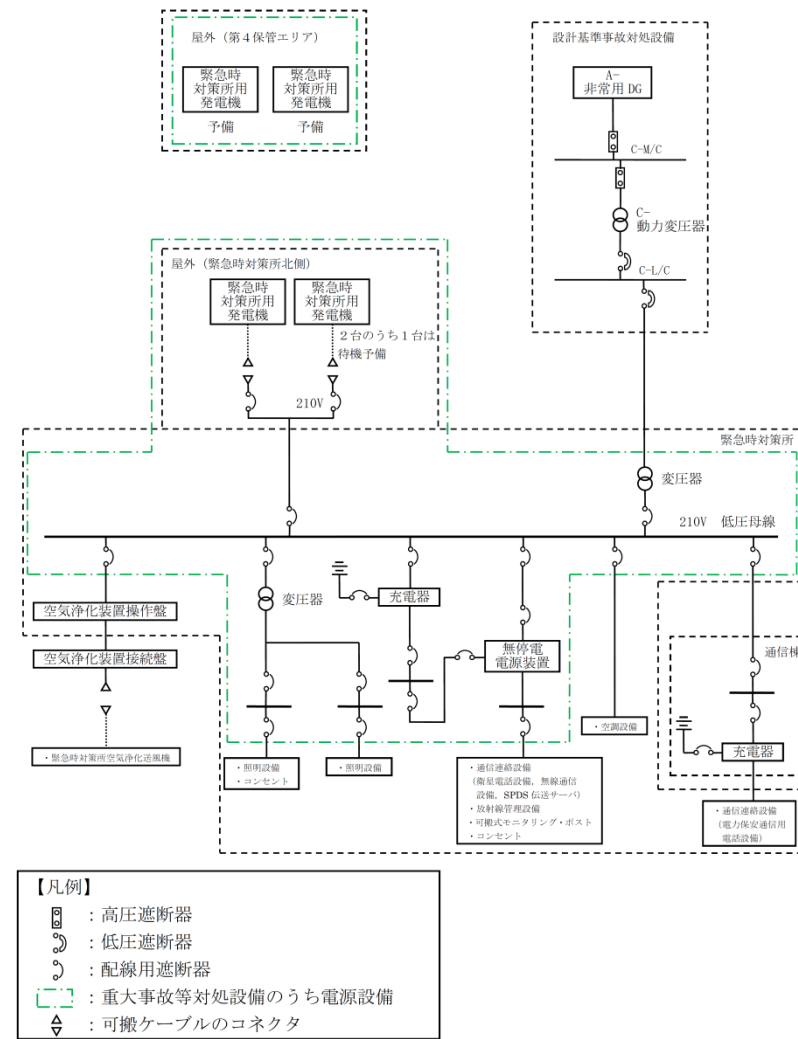 屋外（第４保管エリア）
緊急時
対策所用
発電機
緊急時
対策所用
発電機
予備
予備
設計基準事故対処設備
A-
非常用 DG
C-M/C
C-
動力変圧器
C-L/C
屋外（緊急時対策所北側）
緊急時
対策所用
発電機
緊急時
対策所用
発電機
２台のうち１台は
待機予備
210V
緊急時対策所
変圧器
210V 低圧母線
空気浄化装置操作盤
空気浄化装置接続盤
・緊急時対策所空気浄化送風機
変圧器
充電器
無停電
電源装置
通信棟
充電器
・照明設備
・コンセント
・照明設備
・通信連絡設備
（衛星電話設備，無線通信
設備，SPDS 伝送サーバ）
・放射線管理設備
・可搬式モニタリング・ポスト
・コンセント
・空調設備
・通信連絡設備
（電力保安通信用
電話設備）
【凡例】
：高圧遮断器
：低圧遮断器
：配線用遮断器
：重大事故等対処設備のうち電源設備
：可搬ケーブルのコネクタ